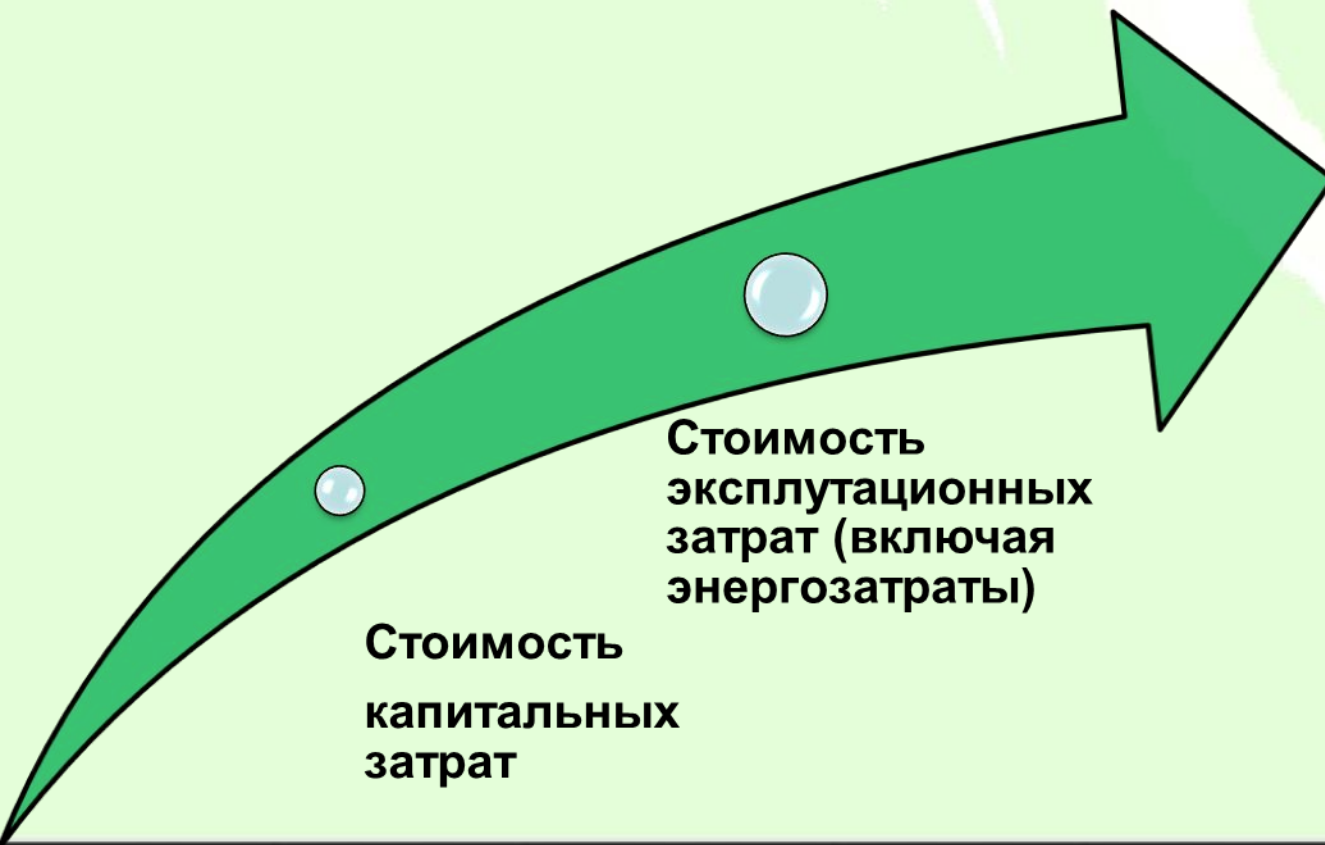 Стоимость
эксплутационных
затрат (включая
энергозатраты)
Стоимость
капитальных
затрат